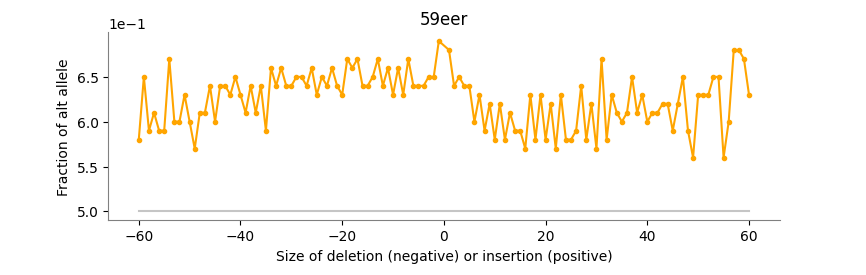 59eer
1e−1
Fraction of alt allele
6.5
6.0
5.5
5.0
−60 −40 −20 0 20 40 60
Size of deletion (negative) or insertion (positive)